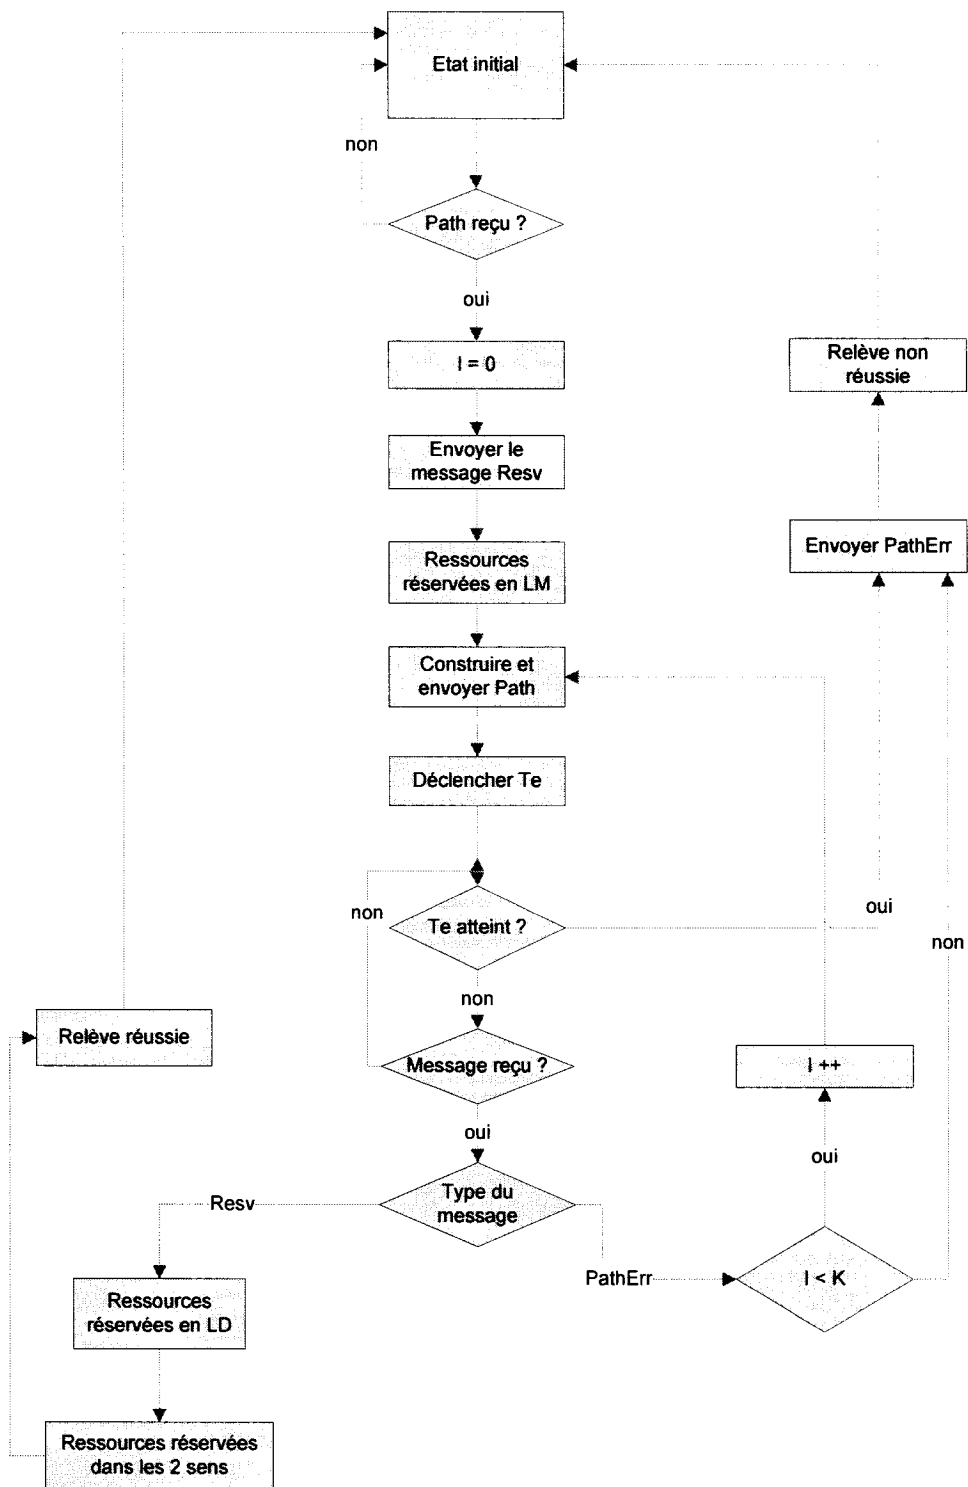 Etat initial
non
Path reçu ?
oui
I = 0
Relève non
réussie
Envoyer le
message Resv
Envoyer PathErr
Ressources
réservées en LM
Construire et
envoyer Path
Déclencher Te
non
Te atteint ?
oui
non
non
Relève réussie
Message reçu ?
I ++
oui
oui
Type du
message
Resv
PathErr
I < K
Ressources
réservées en LD
Ressources réservées
dans les 2 sens